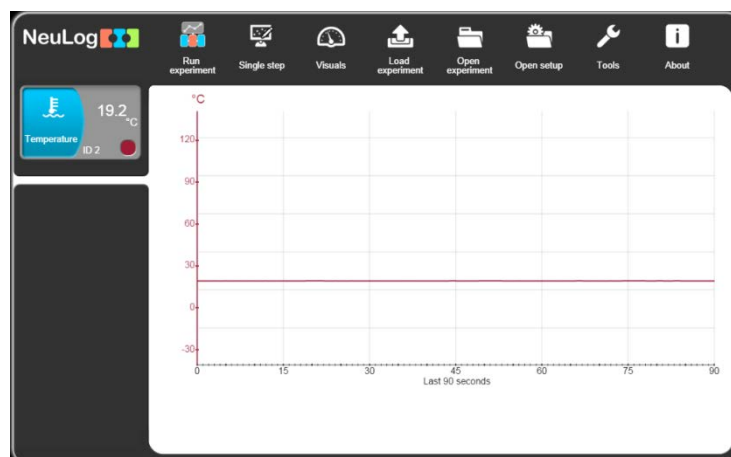 NeuLog
Run
experiment
Single step
Visuals
Load
experiment
Open
experiment
Open setup
Tools
i
About
Temperature
19.2
°C
ID 2
°C
120
90
60
30
0
-30
0 15 30 45 60 75 90
Last 90 seconds